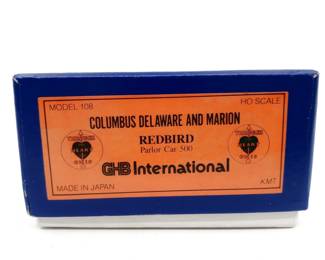 MODEL 108
HO SCALE
COLUMBUS DELAWARE AND MARION
REDBIRD
Parlor Car 500
GHB International
MADE IN JAPAN
KMT